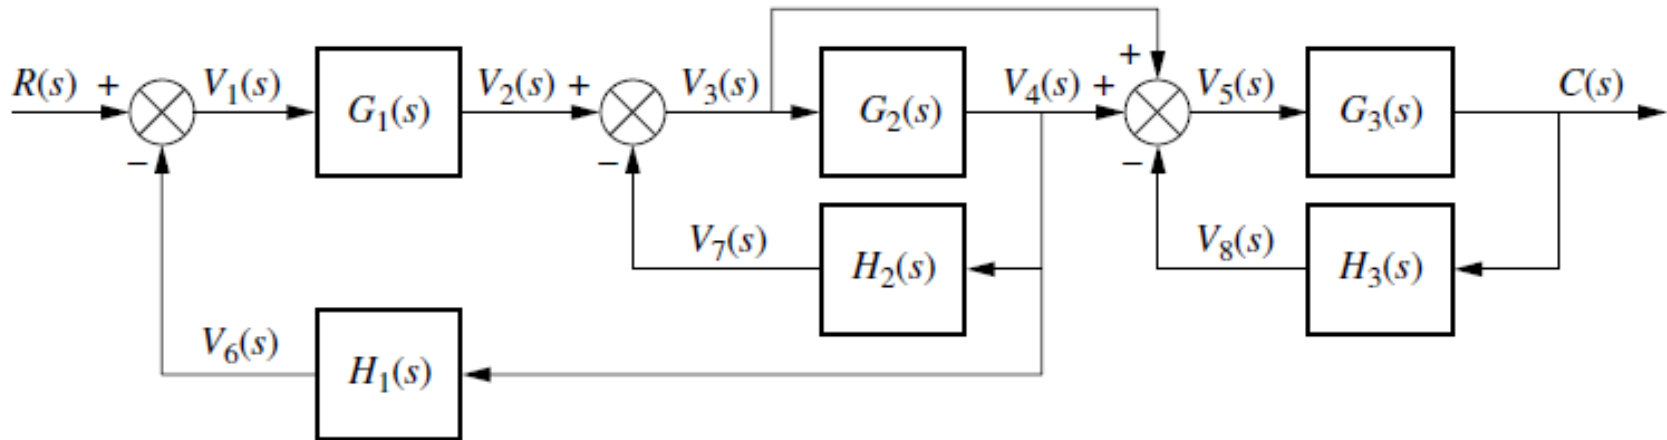 +
R(s) + V₁(s) G₁(s) V₂(s) + V₃(s) G₂(s) V₄(s) + V₅(s) G₃(s) C(s)
− − −
V₇(s) H₂(s) V₈(s) H₃(s)
V₆(s) H₁(s)